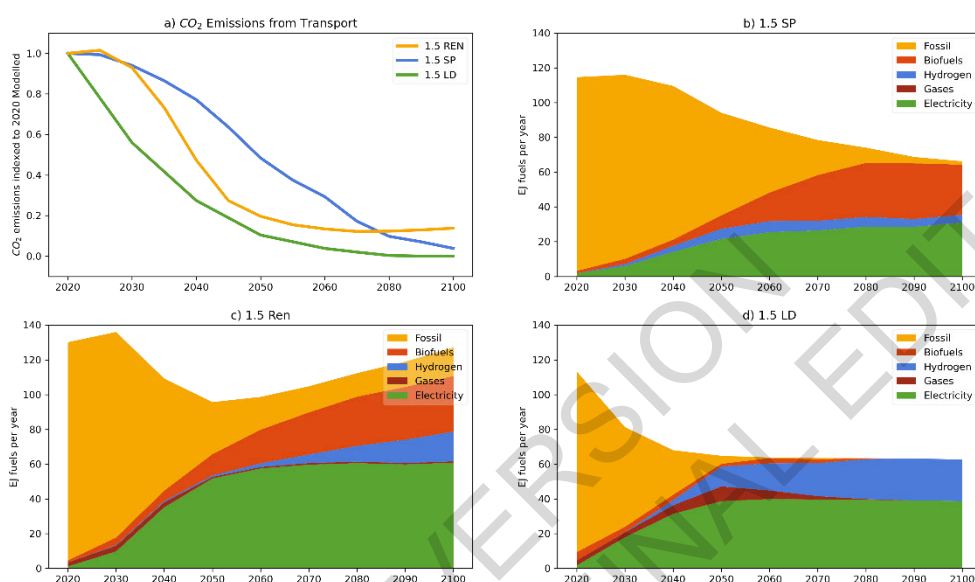 a) CO₂ Emissions from Transport
CO₂ emissions indexed to 2020 Modelled
1.0
0.8
0.6
0.4
0.2
0.0
2020 2030 2040 2050 2060 2070 2080 2090 2100
1.5 REN
1.5 SP
1.5 LD
b) 1.5 SP
EJ fuels per year
140
120
100
80
60
40
20
0
2020 2030 2040 2050 2060 2070 2080 2090 2100
Fossil
Biofuels
Hydrogen
Gases
Electricity
c) 1.5 Ren
EJ fuels per year
140
120
100
80
60
40
20
0
2020 2030 2040 2050 2060 2070 2080 2090 2100
Fossil
Biofuels
Hydrogen
Gases
Electricity
d) 1.5 LD
EJ fuels per year
140
120
100
80
60
40
20
0
2020 2030 2040 2050 2060 2070 2080 2090 2100
Fossil
Biofuels
Hydrogen
Gases
Electricity
VERSION
NAL EDIT